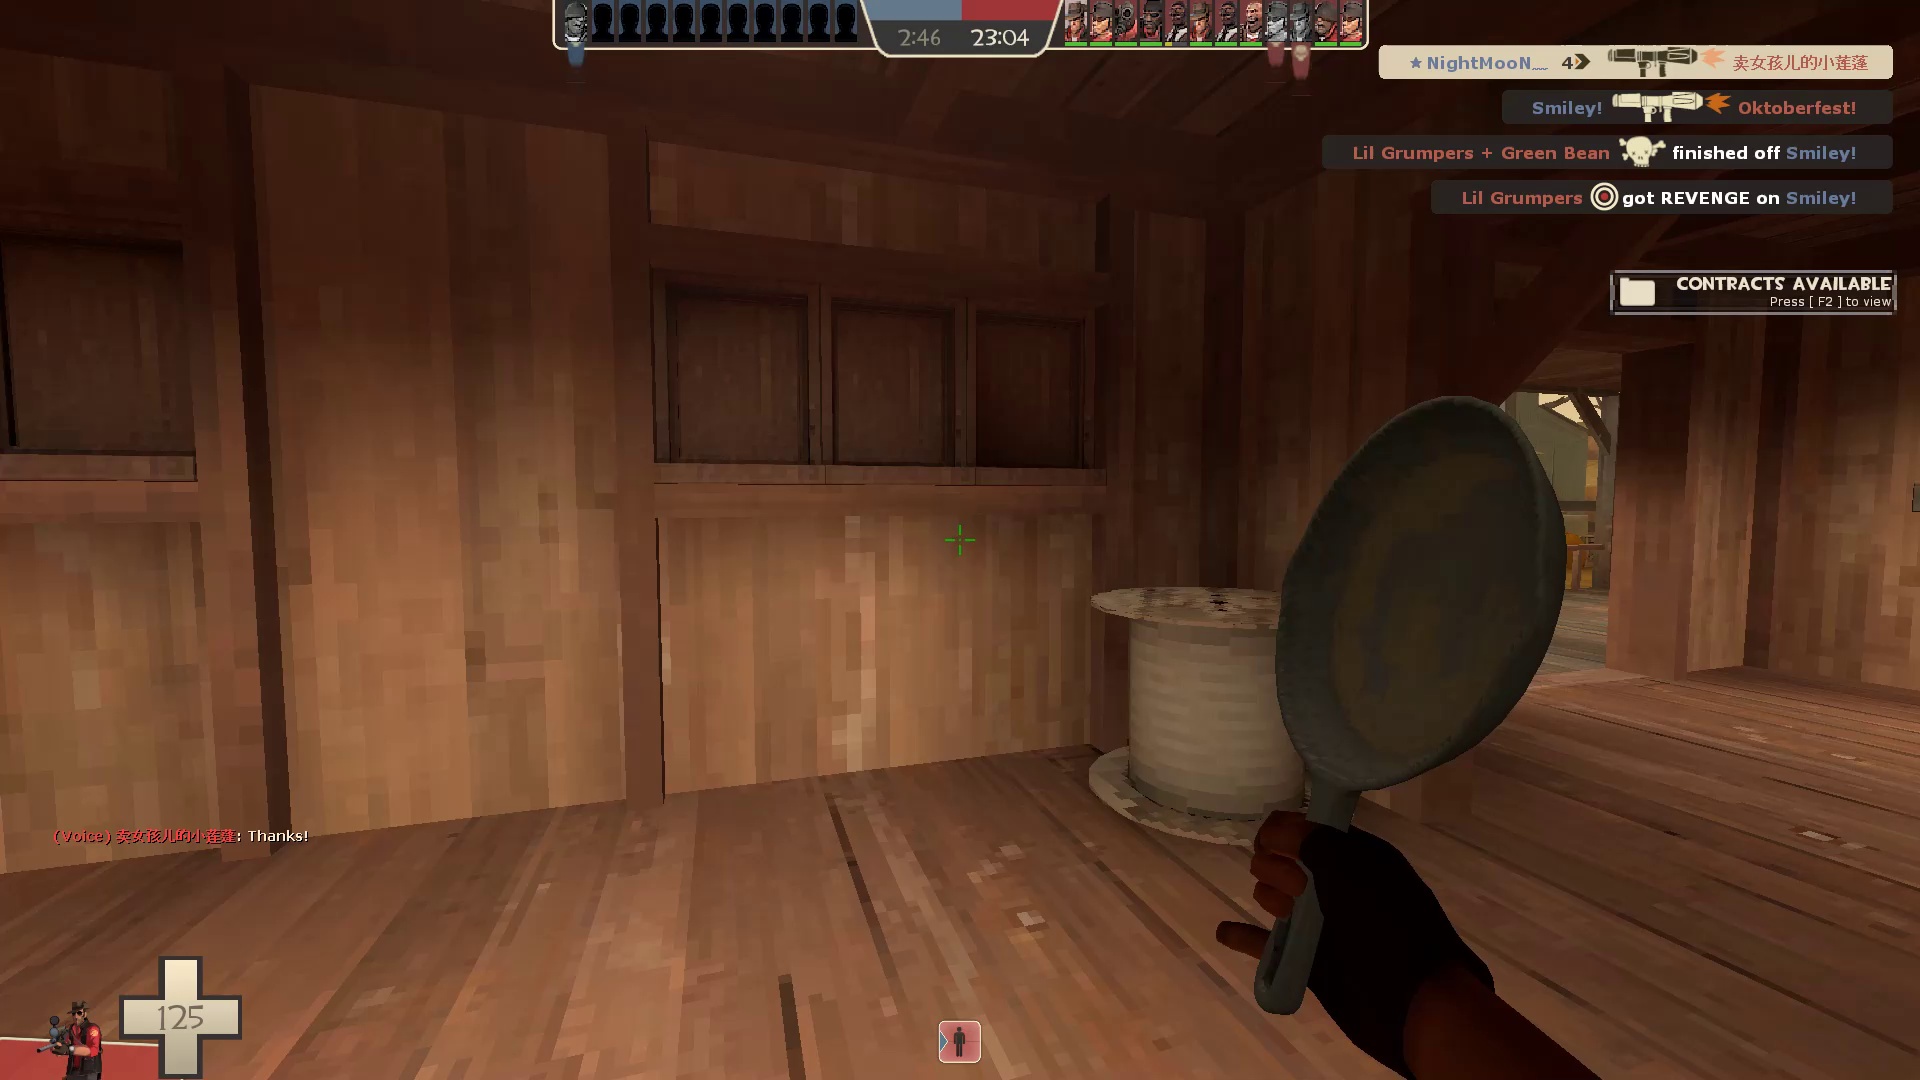 2:46 23:04
★ NightMooN__ 4 卖女孩儿的小莲蓬
Smiley! Oktoberfest!
Lil Grumpers + Green Bean finished off Smiley!
Lil Grumpers got REVENGE on Smiley!
CONTRACTS AVAILABLE
Press [ F2 ] to view
(Voice) 卖女孩儿的小莲蓬: Thanks!
125